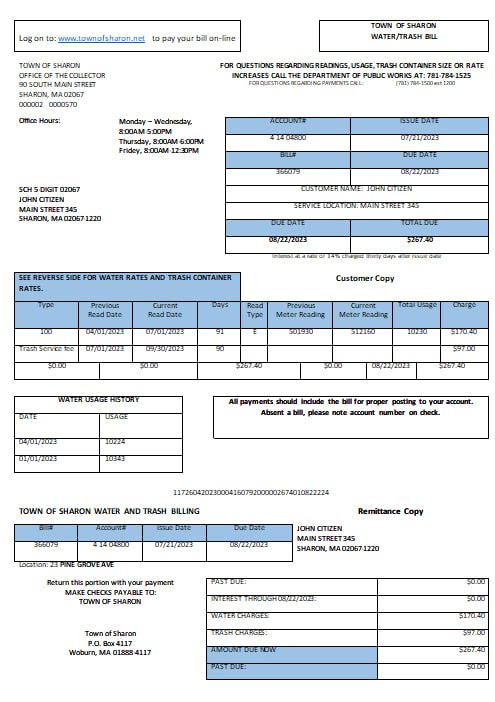 Log on to: www.townofsharon.net to pay your bill on-line
TOWN OF SHARON
WATER/TRASH BILL
TOWN OF SHARON
OFFICE OF THE COLLECTOR
90 SOUTH MAIN STREET
SHARON, MA 02067
000002 0000570
FOR QUESTIONS REGARDING READINGS, USAGE, TRASH CONTAINER SIZE OR RATE
INCREASES CALL THE DEPARTMENT OF PUBLIC WORKS AT: 781-784-1525
FOR QUESTIONS REGARDING PAYMENTS CALL: (781) 784-1500 ext 1200
Office Hours: Monday – Wednesday,
8:00AM-5:00PM
Thursday, 8:00AM-6:00PM
Friday, 8:00AM-12:30PM
ACCOUNT# ISSUE DATE
4 14 04800 07/21/2023
BILL# DUE DATE
366079 08/22/2023
CUSTOMER NAME: JOHN CITIZEN
SERVICE LOCATION: MAIN STREET 345
DUE DATE TOTAL DUE
08/22/2023 $267.40
Interest at a rate of 14% charged thirty days after issue date
SCH 5-DIGIT 02067
JOHN CITIZEN
MAIN STREET 345
SHARON, MA 02067-1220
SEE REVERSE SIDE FOR WATER RATES AND TRASH CONTAINER
RATES.
Customer Copy
Type Previous Read Date Current Read Date Days Read Type Previous Meter Reading Current Meter Reading Total Usage Charge
100 04/01/2023 07/01/2023 91 E 501930 512160 10230 $170.40
Trash Service fee 07/01/2023 09/30/2023 90 $97.00
$0.00 $0.00 $267.40 $0.00 08/22/2023 $267.40
WATER USAGE HISTORY
DATE USAGE
04/01/2023 10224
01/01/2023 10343
All payments should include the bill for proper posting to your account.
Absent a bill, please note account number on check.
117260420230004160792000002674010822224
TOWN OF SHARON WATER AND TRASH BILLING
Remittance Copy
Bill# Account# Issue Date Due Date
366079 4 14 04800 07/21/2023 08/22/2023
JOHN CITIZEN
MAIN STREET 345
SHARON, MA 02067-1220
Location: 23 PINE GROVE AVE
Return this portion with your payment
MAKE CHECKS PAYABLE TO:
TOWN OF SHARON
Town of Sharon
P.O. Box 4117
Woburn, MA 01888-4117
PAST DUE: $0.00
INTEREST THROUGH 08/22/2023: $0.00
WATER CHARGES: $170.40
TRASH CHARGES: $97.00
AMOUNT DUE NOW $267.40
PAST DUE: $0.00